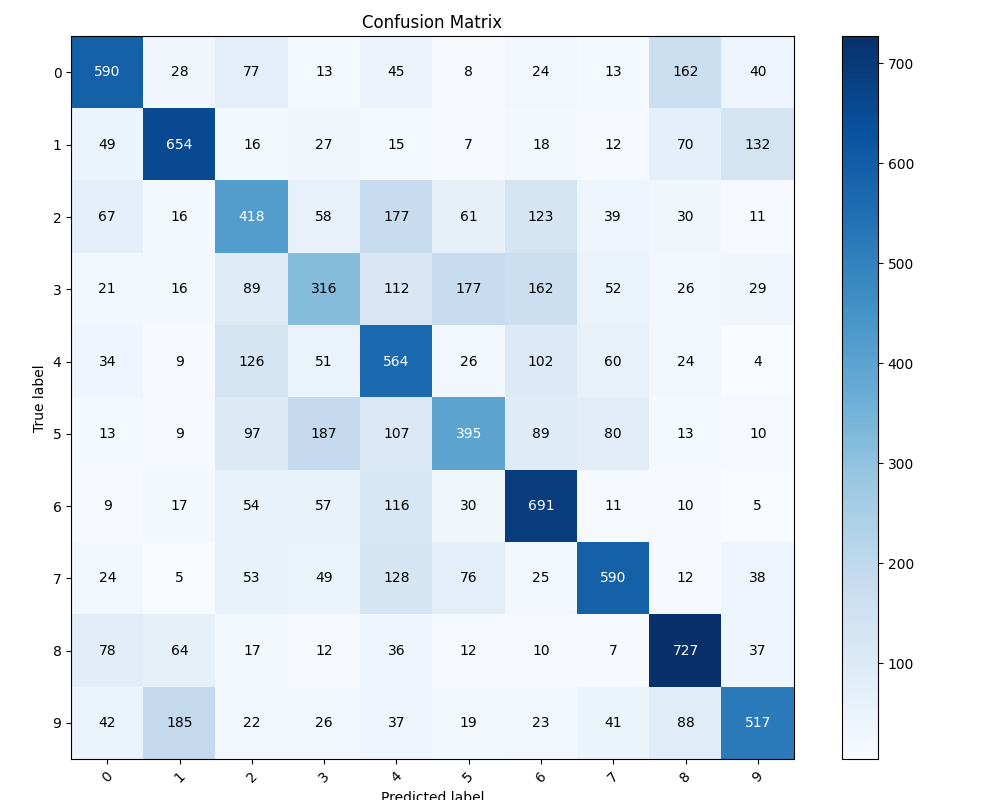 Confusion Matrix
0 590 28 77 13 45 8 24 13 162 40
1 49 654 16 27 15 7 18 12 70 132
2 67 16 418 58 177 61 123 39 30 11
3 21 16 89 316 112 177 162 52 26 29
4 34 9 126 51 564 26 102 60 24 4
5 13 9 97 187 107 395 89 80 13 10
6 9 17 54 57 116 30 691 11 10 5
7 24 5 53 49 128 76 25 590 12 38
8 78 64 17 12 36 12 10 7 727 37
9 42 185 22 26 37 19 23 41 88 517
True label
0 1 2 3 4 5 6 7 8 9
Predicted label
700
600
500
400
300
200
100